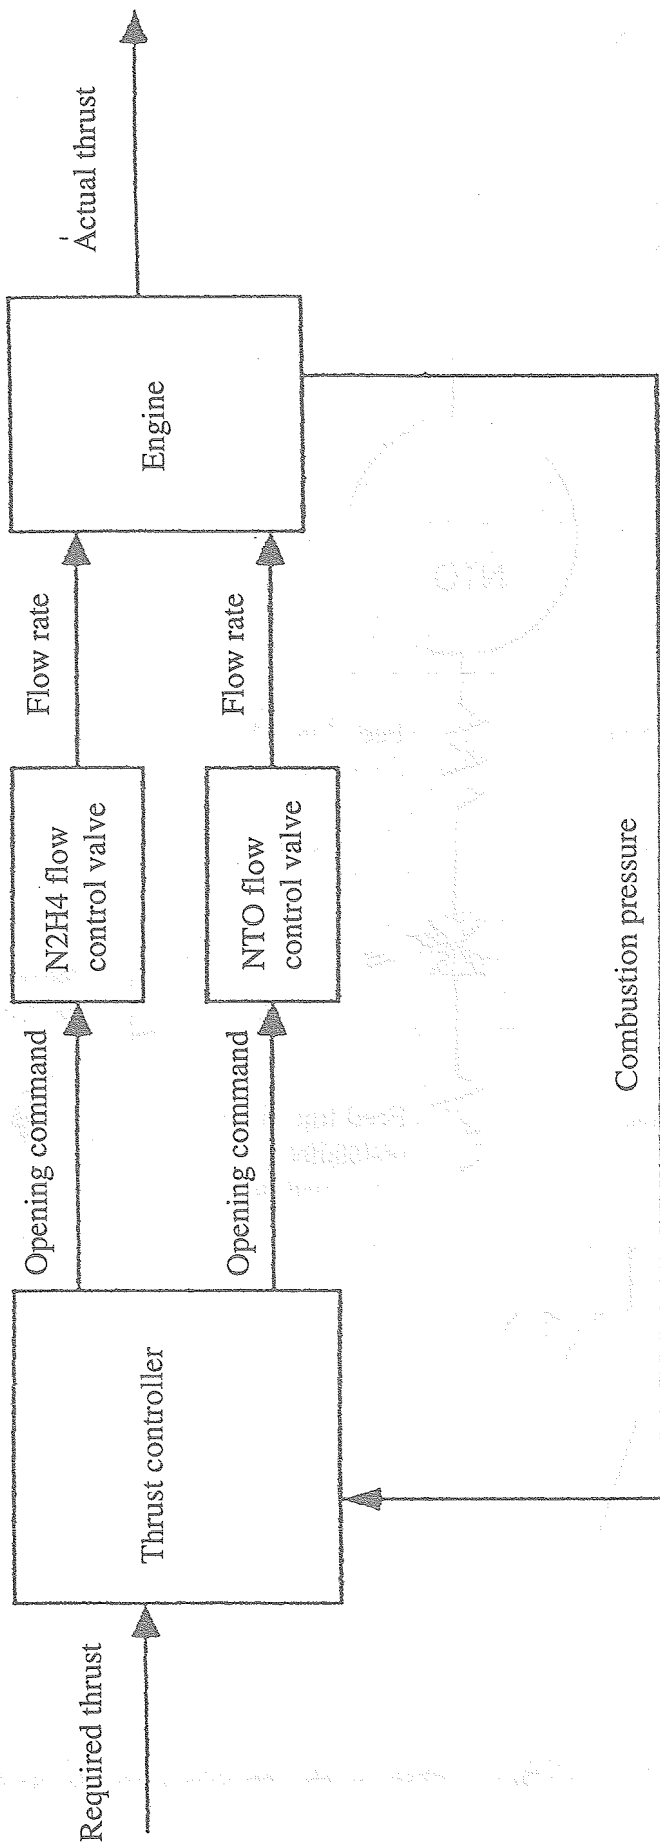 Required thrust
Thrust controller
Opening command
Opening command
N2H4 flow
control valve
NTO flow
control valve
Flow rate
Flow rate
Engine
Actual thrust
Combustion pressure
NTO